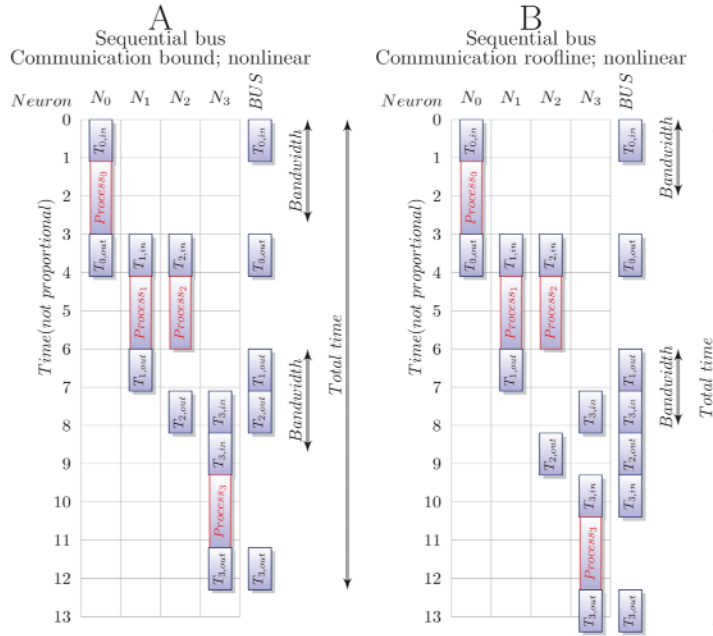 A
Sequential bus
Communication bound; nonlinear
Neuron N0 N1 N2 N3 BUS
Time(not proportional)
0
1
2
3
4
5
6
7
8
9
10
11
12
13
T0,in
Process0
T0,out
T1,in
Process1
T1,out
T2,in
Process2
T2,out
T3,in
T3,in
Process3
T3,out
T0,in
T0,out
T1,out
T2,out
T3,out
Bandwidth
Bandwidth
Total time
B
Sequential bus
Communication roofline; nonlinear
Neuron N0 N1 N2 N3 BUS
Time(not proportional)
0
1
2
3
4
5
6
7
8
9
10
11
12
13
T0,in
Process0
T0,out
T1,in
Process1
T1,out
T2,in
Process2
T2,out
T3,in
T3,in
Process3
T3,out
T0,in
T0,out
T1,out
T3,in
T2,out
T3,in
T3,out
Bandwidth
Bandwidth
Total time